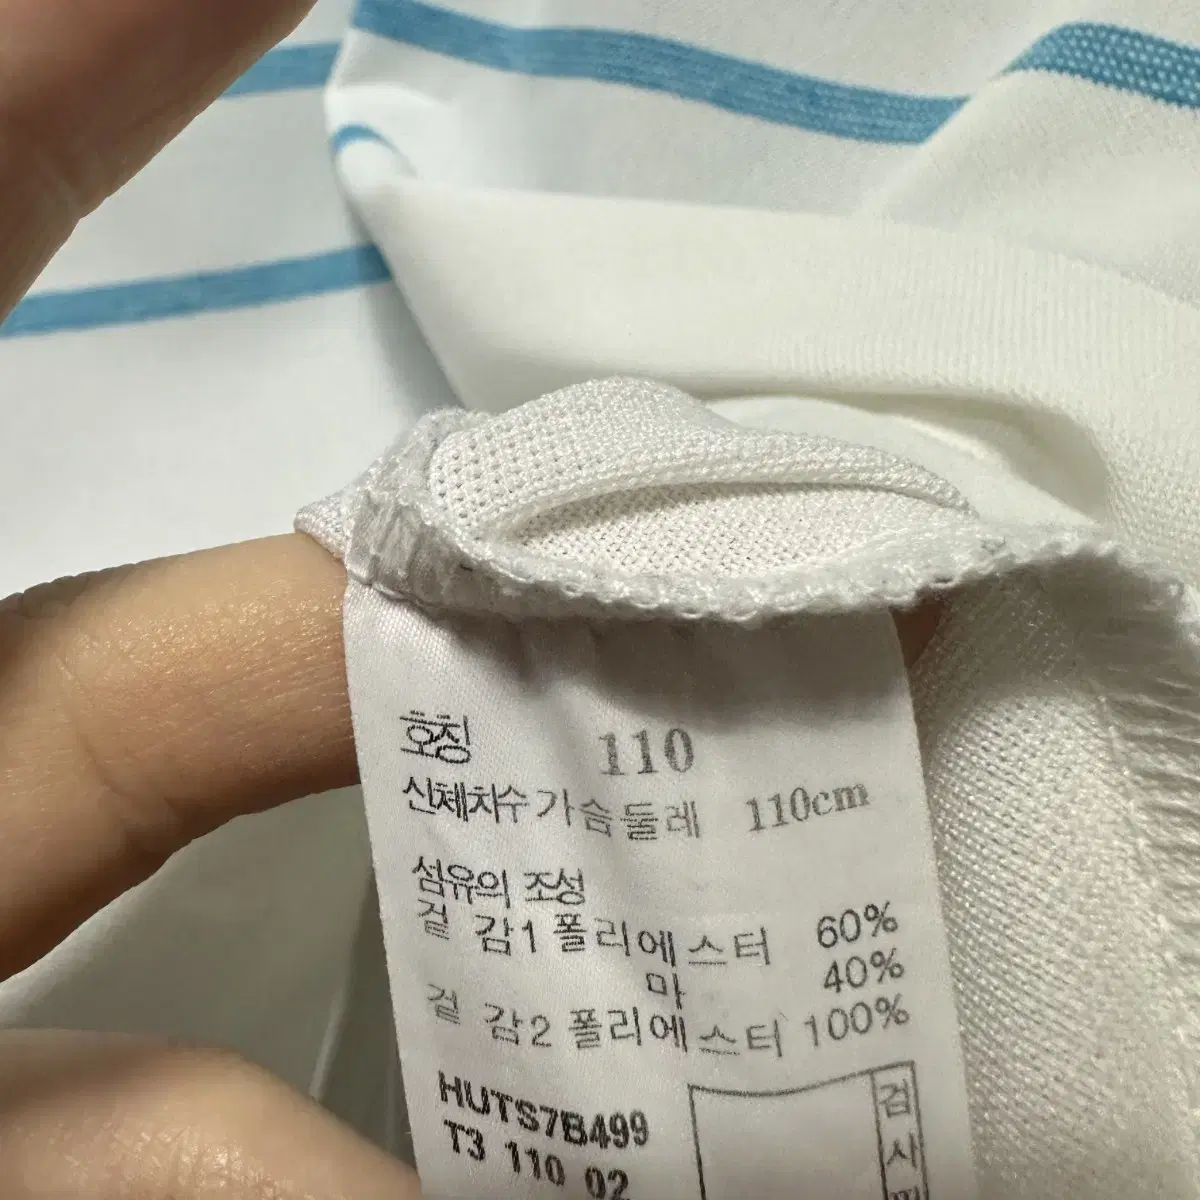 호칭 110
신체치수 가슴둘레 110cm
섬유의 조성
겉 감1 폴리에스터 60%
마 40%
겉 감2 폴리에스터 100%
HUTS7B499
T3 110 02
검사